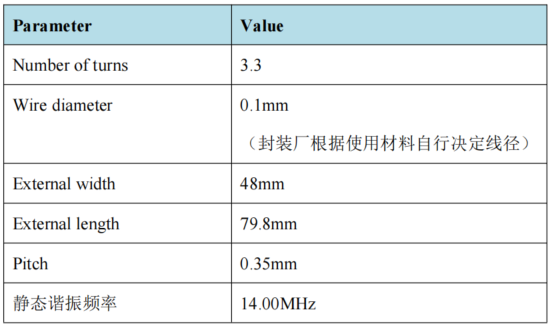 Parameter Value
Number of turns 3.3
Wire diameter 0.1mm
（封装厂根据使用材料自行决定线径）
External width 48mm
External length 79.8mm
Pitch 0.35mm
静态谐振频率 14.00MHz